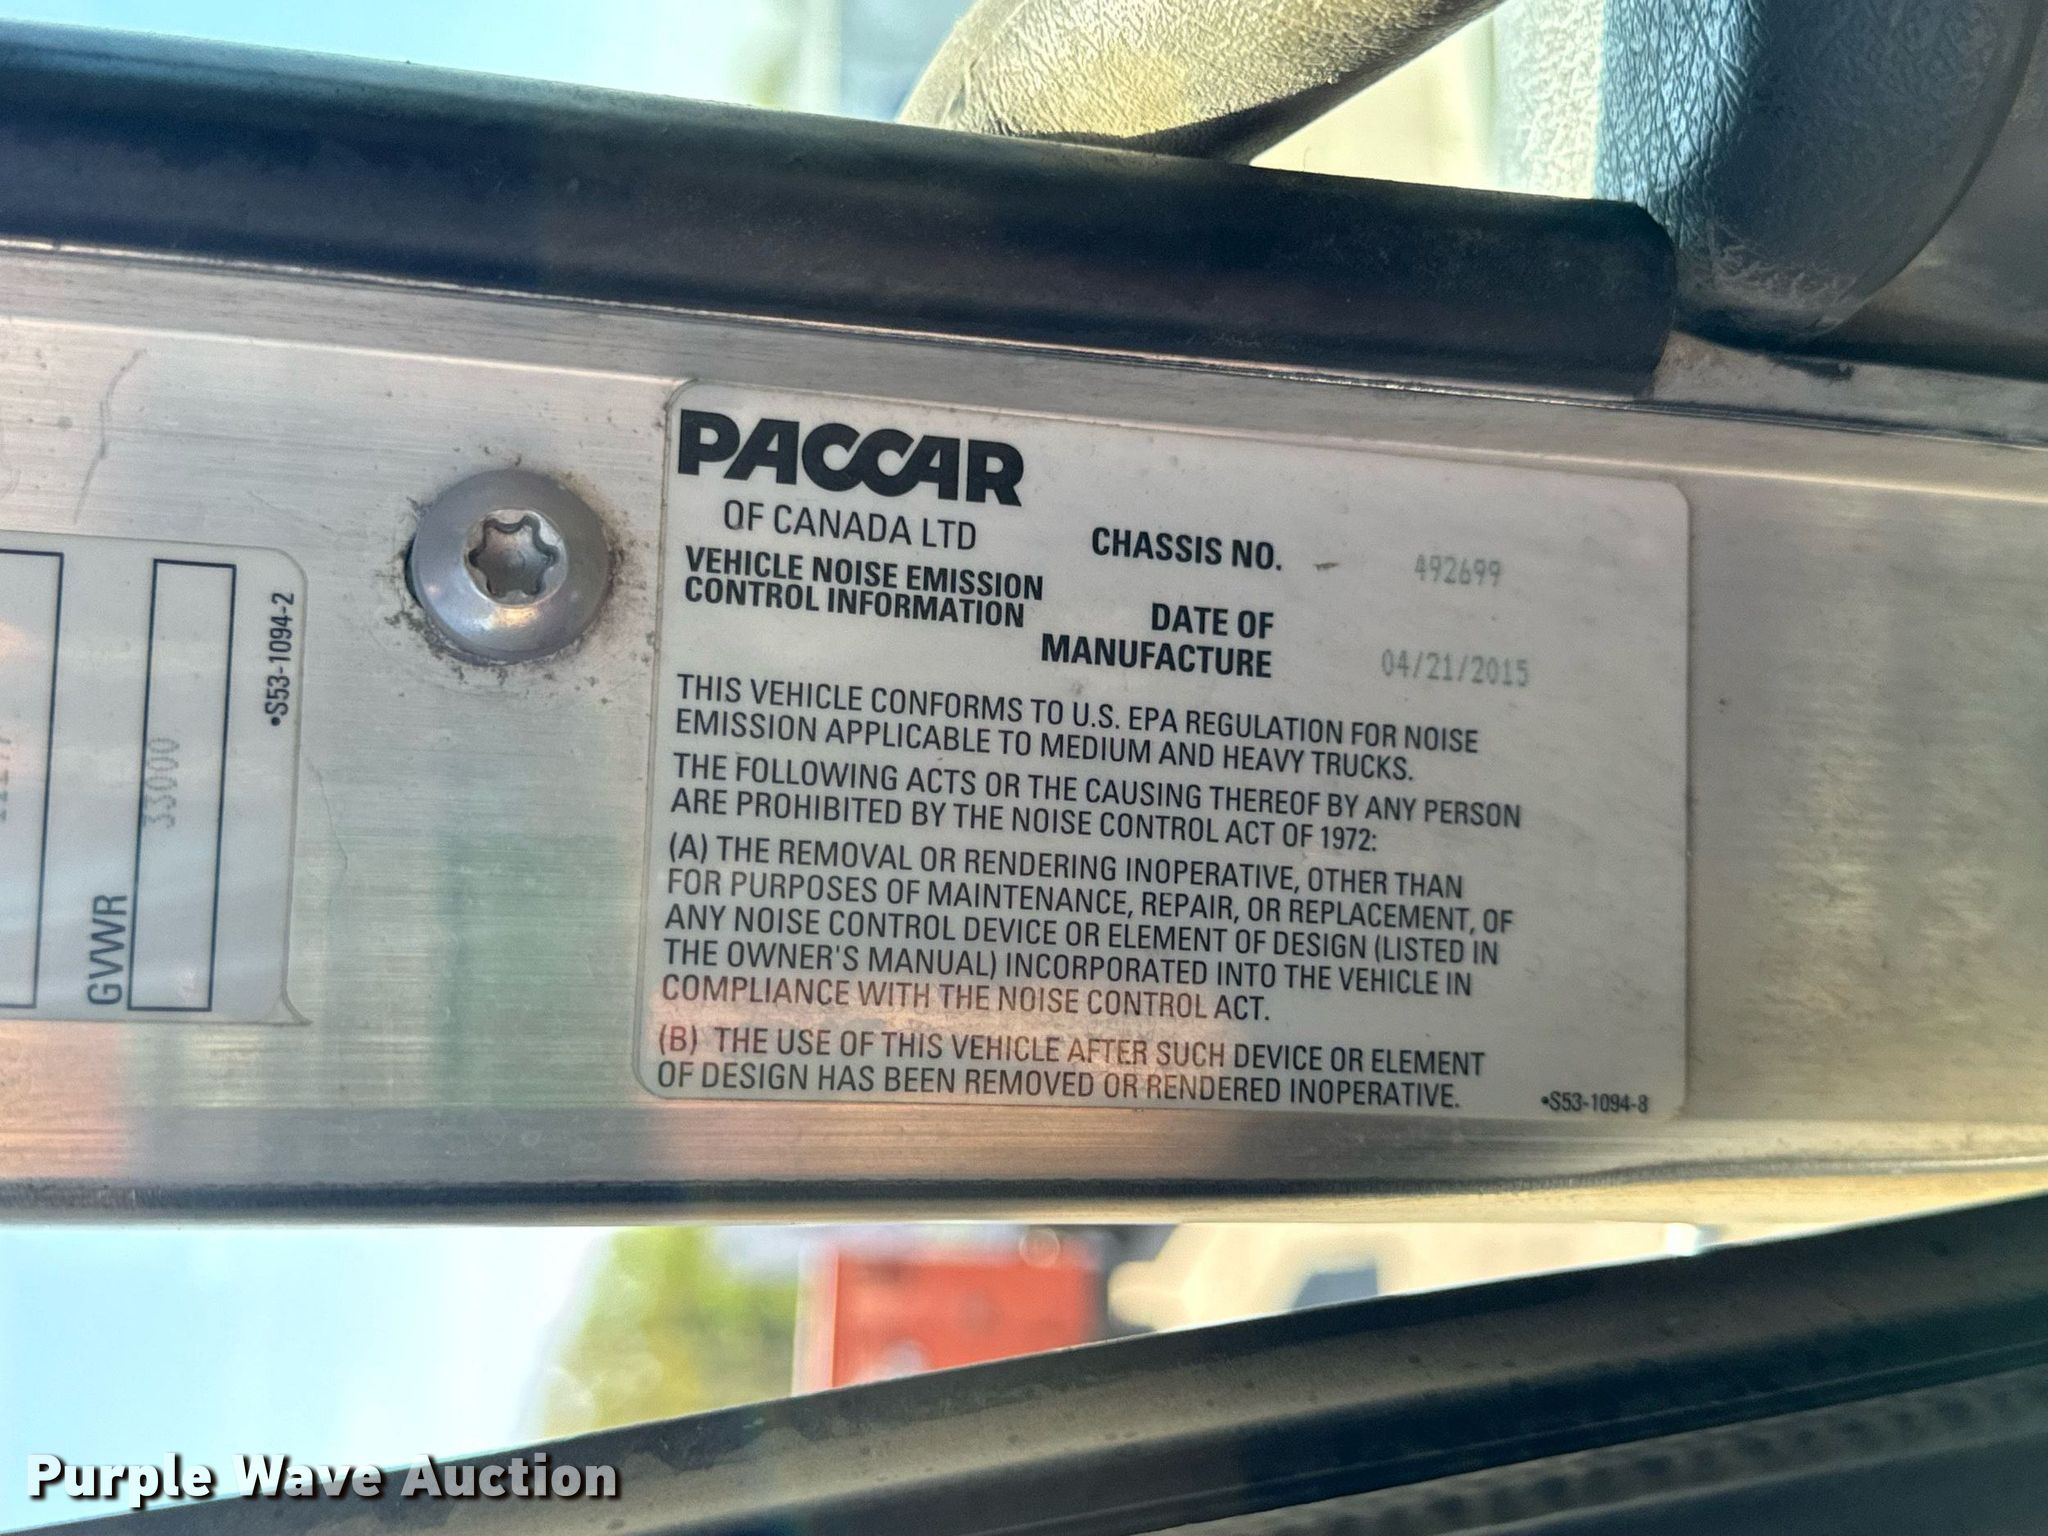 PACCAR
OF CANADA LTD
VEHICLE NOISE EMISSION
CONTROL INFORMATION
CHASSIS NO. 492699
DATE OF
MANUFACTURE 04/21/2015
THIS VEHICLE CONFORMS TO U.S. EPA REGULATION FOR NOISE
EMISSION APPLICABLE TO MEDIUM AND HEAVY TRUCKS.
THE FOLLOWING ACTS OR THE CAUSING THEREOF BY ANY PERSON
ARE PROHIBITED BY THE NOISE CONTROL ACT OF 1972:
(A) THE REMOVAL OR RENDERING INOPERATIVE, OTHER THAN
FOR PURPOSES OF MAINTENANCE, REPAIR, OR REPLACEMENT, OF
ANY NOISE CONTROL DEVICE OR ELEMENT OF DESIGN (LISTED IN
THE OWNER'S MANUAL) INCORPORATED INTO THE VEHICLE IN
COMPLIANCE WITH THE NOISE CONTROL ACT.
(B) THE USE OF THIS VEHICLE AFTER SUCH DEVICE OR ELEMENT
OF DESIGN HAS BEEN REMOVED OR RENDERED INOPERATIVE.
•S53-1094-8
GVWR 33000
•S53-1094-2
Purple Wave Auction